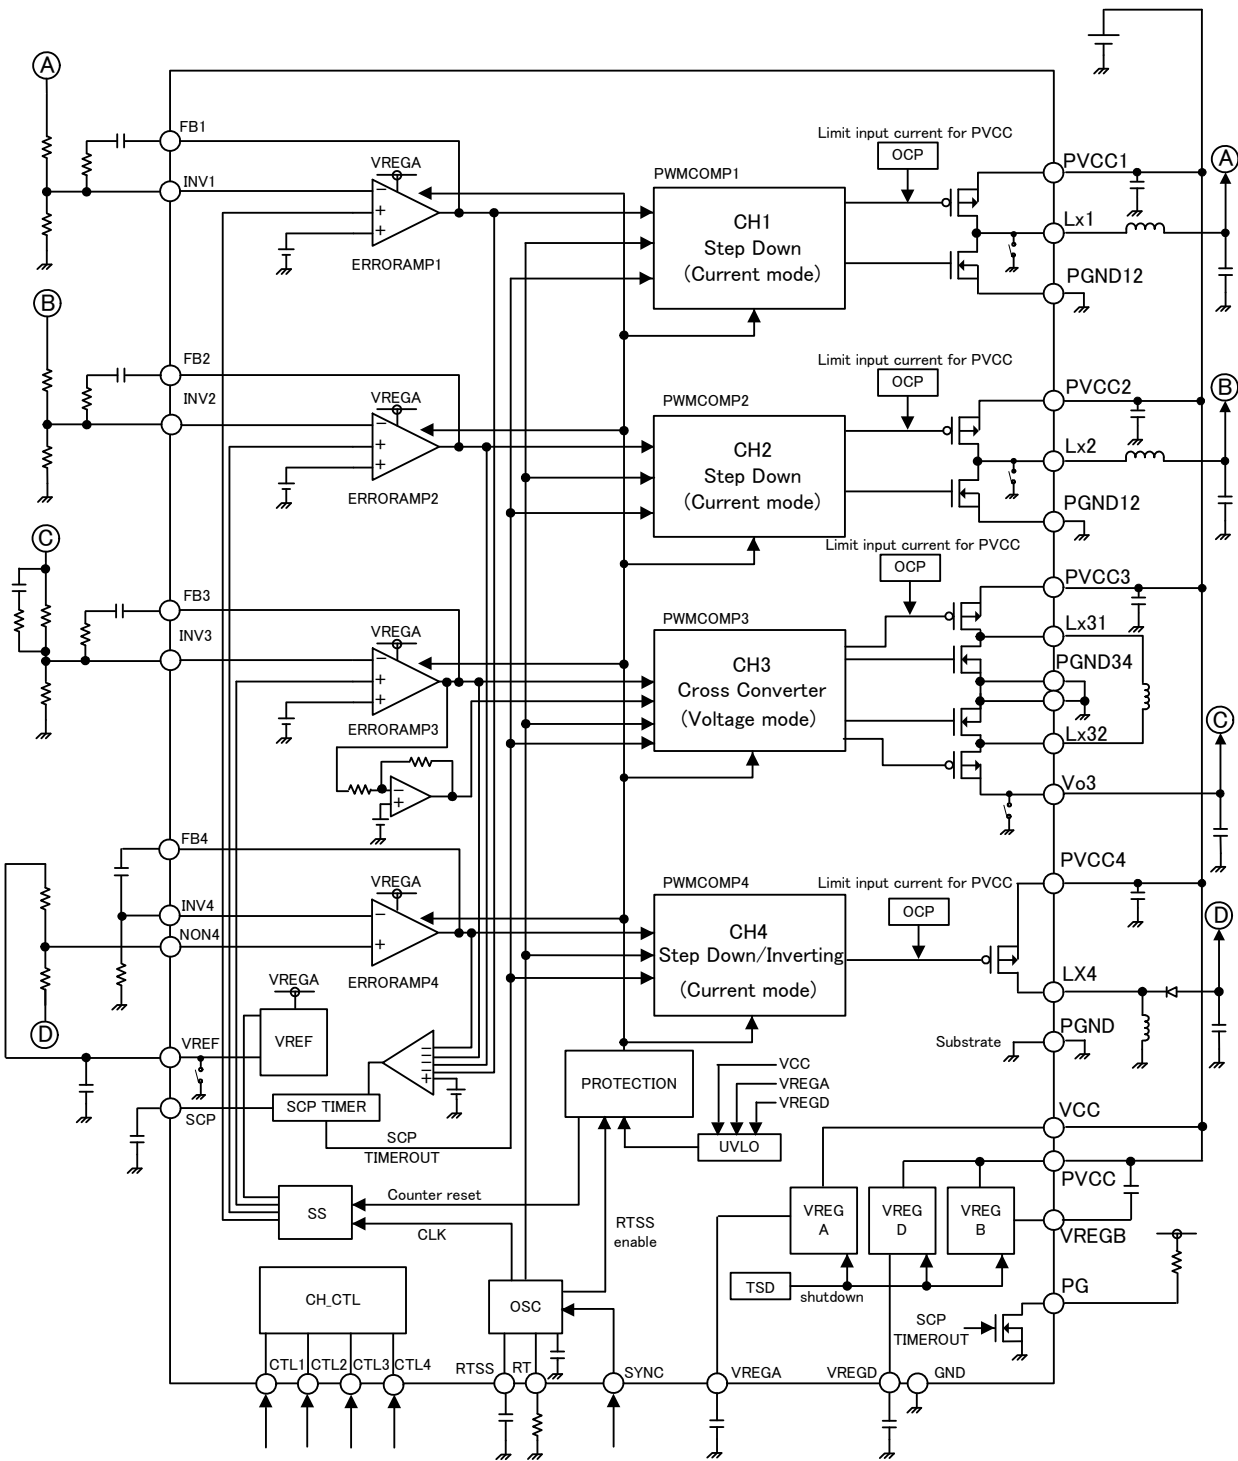 A
FB1
Limit input current for PVCC
OCP
PVCC1
A
VREGA
PWMCOMP1
INV1
CH1
Step Down
(Current mode)
Lx1
ERRORAMP1
PGND12
B
FB2
Limit input current for PVCC
OCP
PVCC2
B
INV2
VREGA
PWMCOMP2
CH2
Step Down
(Current mode)
Lx2
ERRORAMP2
PGND12
C
Limit input current for PVCC
OCP
PVCC3
FB3
INV3
VREGA
PWMCOMP3
Lx31
CH3
Cross Converter
(Voltage mode)
PGND34
ERRORAMP3
C
Lx32
Vo3
FB4
PVCC4
VREGA
PWMCOMP4
Limit input current for PVCC
OCP
INV4
NON4
D
CH4
Step Down/Inverting
(Current mode)
ERRORAMP4
VREGA
LX4
D
VREF
VREF
PGND
Substrate
PROTECTION
VCC
VREGA
VREGD
SCP TIMER
SCP
SCP
TIMEROUT
UVLO
VCC
PVCC
SS
Counter reset
CLK
RTSS
enable
VREG
A
VREG
D
VREG
B
VREGB
CH_CTL
OSC
TSD
shutdown
PG
SCP
TIMEROUT
CTL1
CTL2
CTL3
CTL4
RTSS
RT
SYNC
VREGA
VREGD
GND